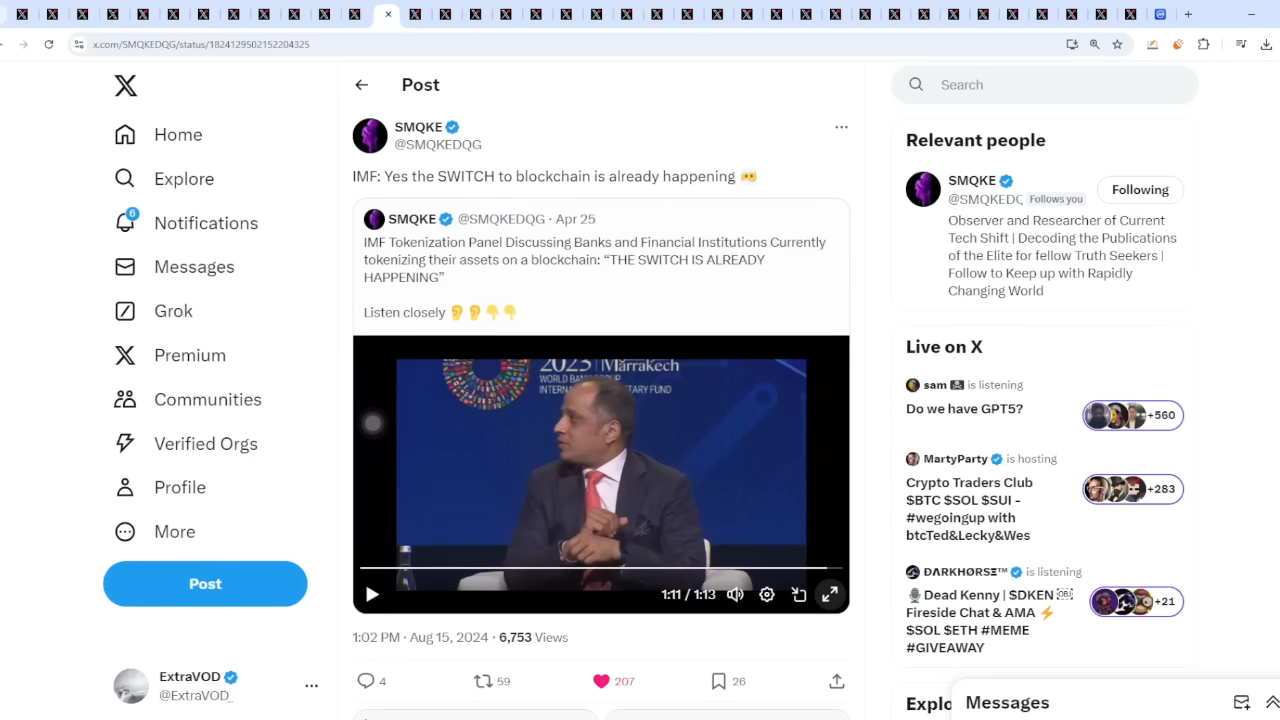 x.com/SMQKEDQG/status/1824129502152204325
Home
Explore
6
Notifications
Messages
Grok
Premium
Communities
Verified Orgs
Profile
More
Post
ExtraVOD
@ExtraVOD_
Post
SMQKE
@SMQKEDQG
IMF: Yes the SWITCH to blockchain is already happening
SMQKE @SMQKEDQG · Apr 25
IMF Tokenization Panel Discussing Banks and Financial Institutions Currently
tokenizing their assets on a blockchain: “THE SWITCH IS ALREADY
HAPPENING”
Listen closely 👂👂👇👇
2023 | Marrakech
WORLD BAN GROUP
INTERN ETARY FUND
1:11 / 1:13
1:02 PM · Aug 15, 2024 · 6,753 Views
4
59
207
26
Search
Relevant people
SMQKE
@SMQKEDQ Follows you
Following
Observer and Researcher of Current
Tech Shift | Decoding the Publications
of the Elite for fellow Truth Seekers |
Follow to Keep up with Rapidly
Changing World
Live on X
sam is listening
Do we have GPT5?
+560
MartyParty is hosting
Crypto Traders Club
$BTC $SOL $SUI -
#wegoingup with
btcTed&Lecky&Wes
+283
ÐΛRKHØRSΞ™ is listening
🎙️Dead Kenny | $DKEN
Fireside Chat & AMA ⚡
$SOL $ETH #MEME
#GIVEAWAY
+21
Explo
Messages